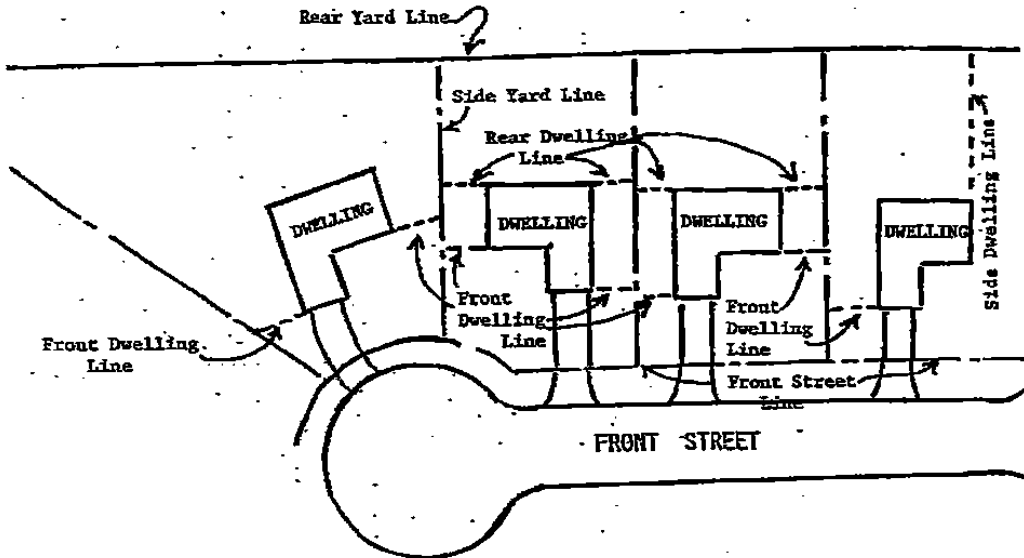 Rear Yard Line
Side Yard Line
Rear Dwelling
Line
DWELLING
DWELLING
DWELLING
DWELLING
Side Dwelling Line
Front
Dwelling
Line
Front
Dwelling
Line
Front Dwelling
Line
Front Street
Line
FRONT STREET